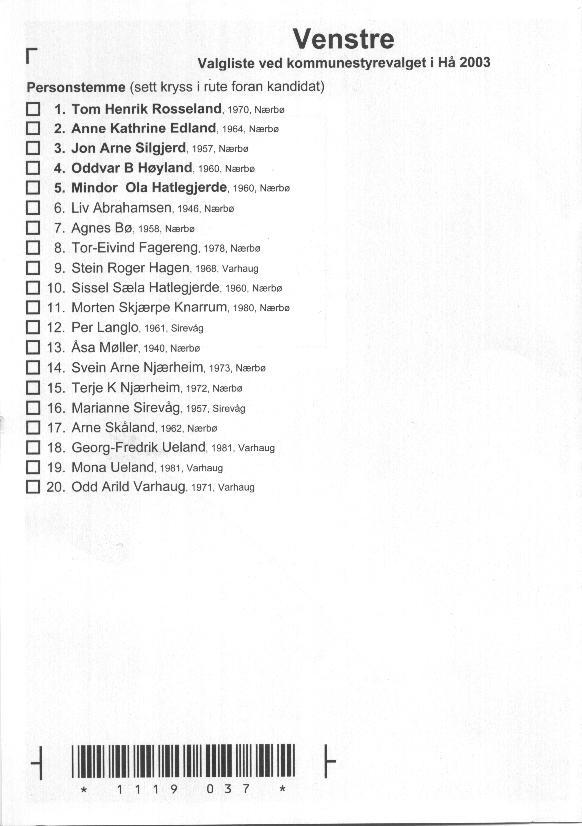 Venstre
Valgliste ved kommunestyrevalget i Hå 2003
Personstemme (sett kryss i rute foran kandidat)
1. Tom Henrik Rosseland, 1970, Nærbø
2. Anne Kathrine Edland, 1964, Nærbø
3. Jon Arne Silgjerd, 1957, Nærbø
4. Oddvar B Høyland, 1960, Nærbø
5. Mindor Ola Hatlegjerde, 1960, Nærbø
6. Liv Abrahamsen, 1946, Nærbø
7. Agnes Bø, 1958, Nærbø
8. Tor-Eivind Fagereng, 1978, Nærbø
9. Stein Roger Hagen, 1968, Varhaug
10. Sissel Sæla Hatlegjerde, 1960, Nærbø
11. Morten Skjærpe Knarrum, 1980, Nærbø
12. Per Langlo, 1961, Sirevåg
13. Åsa Møller, 1940, Nærbø
14. Svein Arne Njærheim, 1973, Nærbø
15. Terje K Njærheim, 1972, Nærbø
16. Marianne Sirevåg, 1957, Sirevåg
17. Arne Skåland, 1962, Nærbø
18. Georg-Fredrik Ueland, 1981, Varhaug
19. Mona Ueland, 1981, Varhaug
20. Odd Arild Varhaug, 1971, Varhaug
* 1119 037 *